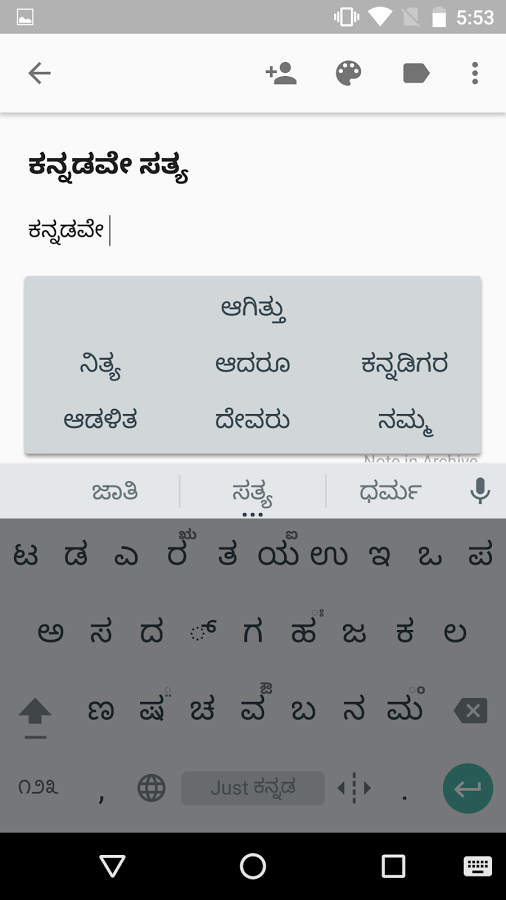 5:53
ಕನ್ನಡವೇ ಸತ್ಯ
ಕನ್ನಡವೇ
ಆಗಿತ್ತು
ನಿತ್ಯ ಆದರೂ ಕನ್ನಡಿಗರ
ಆಡಳಿತ ದೇವರು ನಮ್ಮ
Note in Archive
ಜಾತಿ ಸತ್ಯ ಧರ್ಮ
ಟ ಡ ಎ ರ ಋ ತ ಯ ಐ ಉ ಇ ಒ ಪ
ಅ ಸ ದ ್ ಗ ಹ ಃ ಜ ಕ ಲ
ಣ ಷ ಚ ವ ಔ ಬ ನ ಮ ಂ
೧೨೩ , Just ಕನ್ನಡ .